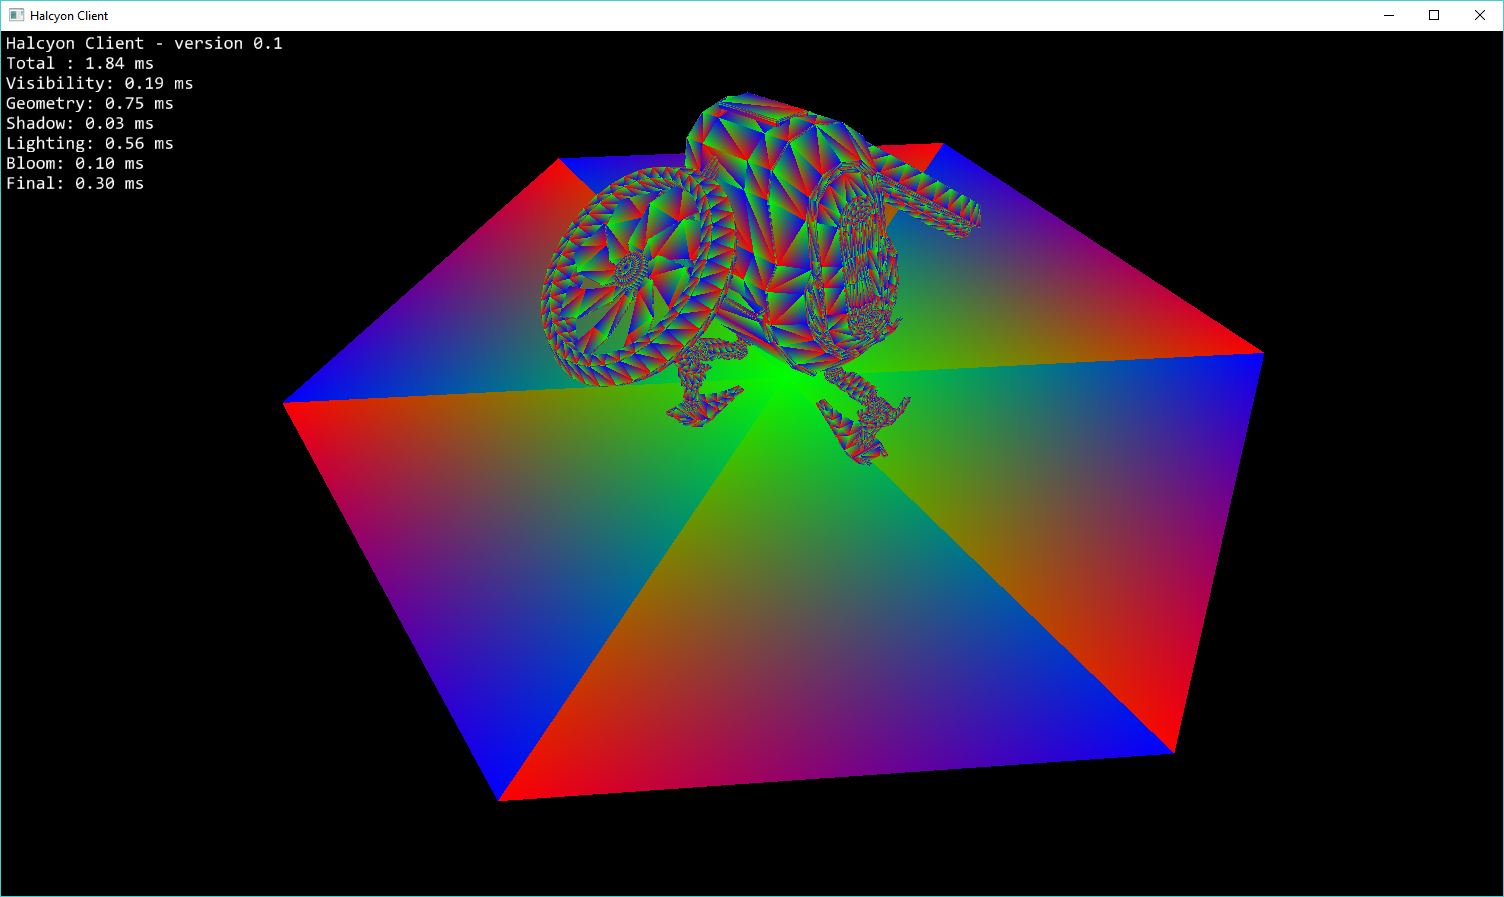 Halcyon Client
Halcyon Client - version 0.1
Total : 1.84 ms
Visibility: 0.19 ms
Geometry: 0.75 ms
Shadow: 0.03 ms
Lighting: 0.56 ms
Bloom: 0.10 ms
Final: 0.30 ms